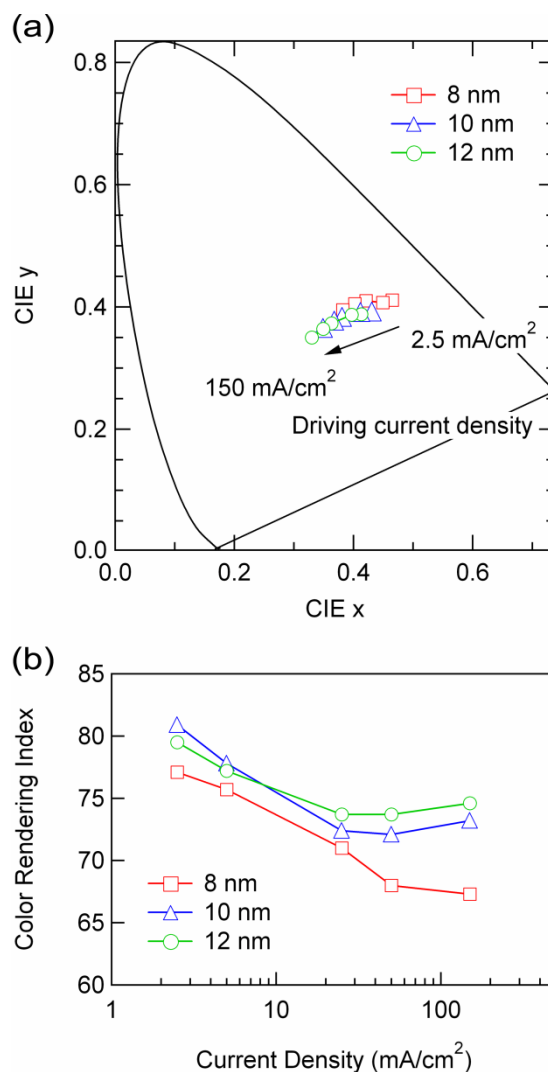 (a)
0.8
0.6
0.4
0.2
0.0
CIE y
8 nm
10 nm
12 nm
2.5 mA/cm²
150 mA/cm²
Driving current density
0.0 0.2 0.4 0.6
CIE x
(b)
85
80
75
70
65
60
Color Rendering Index
8 nm
10 nm
12 nm
1 10 100
Current Density (mA/cm²)